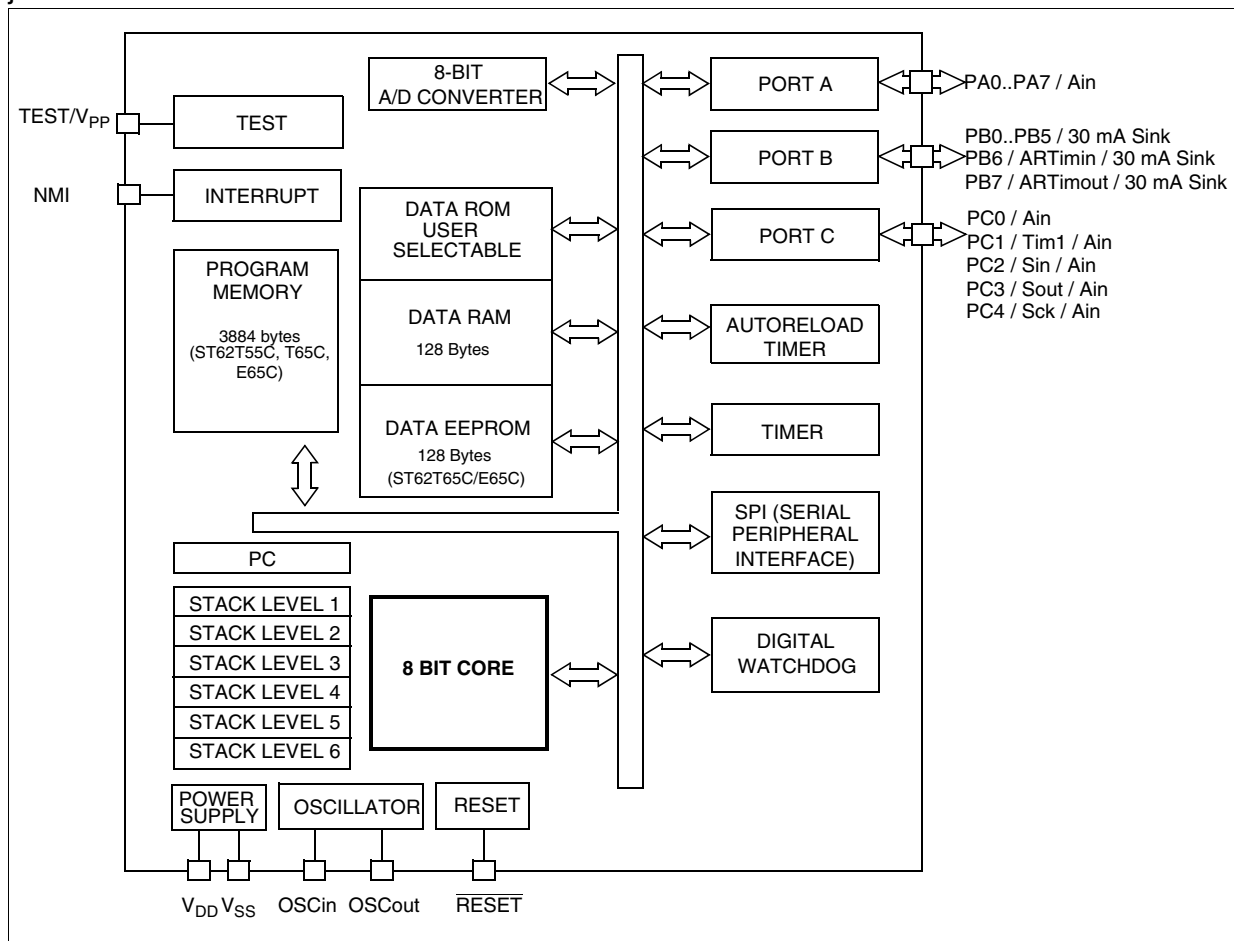 8-BIT
A/D CONVERTER
PORT A
PA0..PA7 / Ain
TEST/VPP
TEST
PORT B
PB0..PB5 / 30 mA Sink
PB6 / ARTimin / 30 mA Sink
PB7 / ARTimout / 30 mA Sink
NMI
INTERRUPT
DATA ROM
USER
SELECTABLE
PORT C
PC0 / Ain
PC1 / Tim1 / Ain
PC2 / Sin / Ain
PC3 / Sout / Ain
PC4 / Sck / Ain
PROGRAM
MEMORY
3884 bytes
(ST62T55C, T65C,
E65C)
DATA RAM
128 Bytes
AUTORELOAD
TIMER
DATA EEPROM
128 Bytes
(ST62T65C/E65C)
TIMER
SPI (SERIAL
PERIPHERAL
INTERFACE)
PC
STACK LEVEL 1
STACK LEVEL 2
STACK LEVEL 3
STACK LEVEL 4
STACK LEVEL 5
STACK LEVEL 6
8 BIT CORE
DIGITAL
WATCHDOG
POWER
SUPPLY
OSCILLATOR
RESET
VDD VSS
OSCin OSCout
RESET